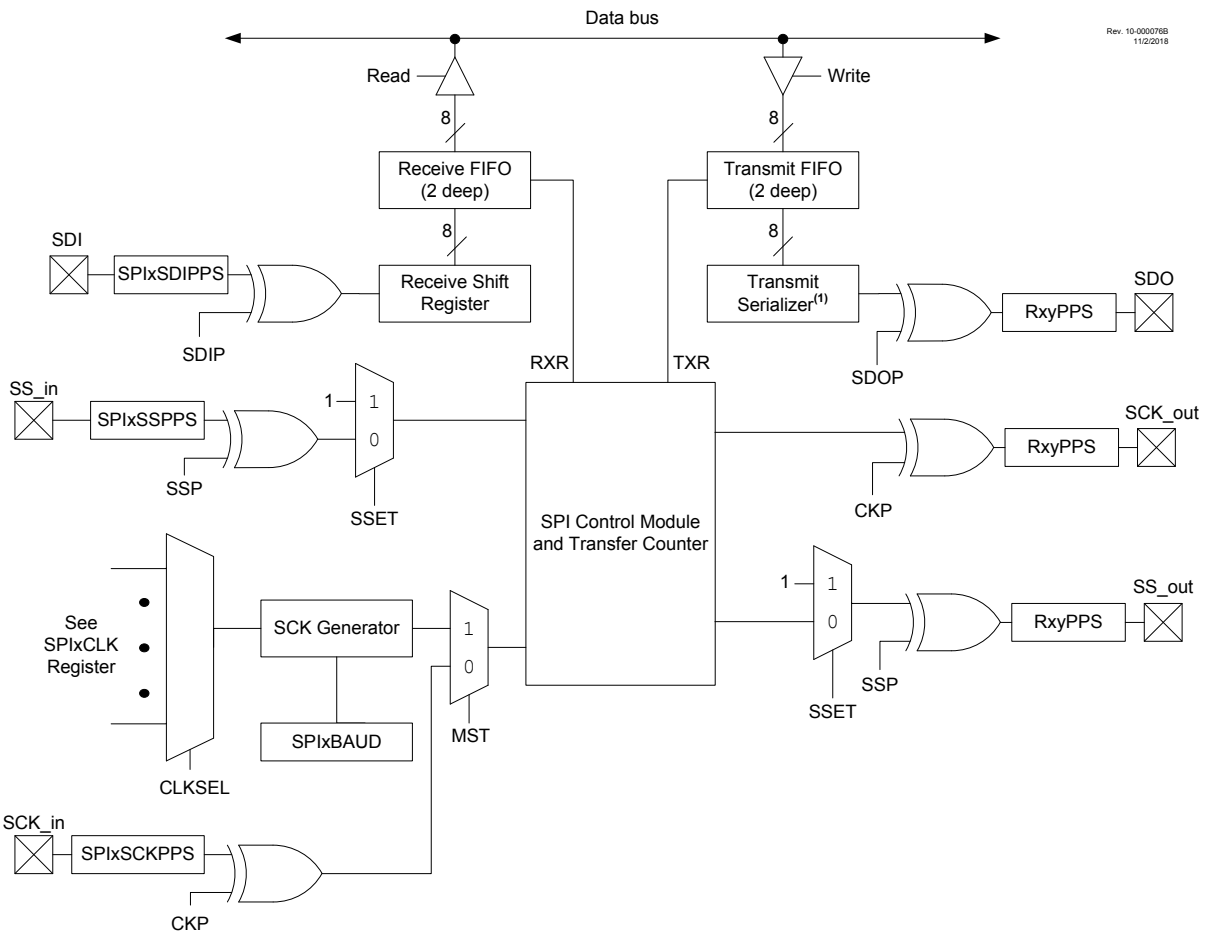 Data bus
Rev. 10-000076B
11/2/2018
Read
Write
8
8
Receive FIFO
(2 deep)
Transmit FIFO
(2 deep)
8
8
SDI
SPIxSDIPPS
Receive Shift
Register
Transmit
Serializer(1)
SDO
RxyPPS
SDIP
SDOP
RXR
TXR
SS_in
SPIxSSPPS
1
1
0
SSP
SSET
SCK_out
RxyPPS
CKP
SPI Control Module
and Transfer Counter
See
SPIxCLK
Register
SCK Generator
1
0
SPIxBAUD
MST
CLKSEL
1
1
0
SS_out
RxyPPS
SSP
SSET
SCK_in
SPIxSCKPPS
CKP